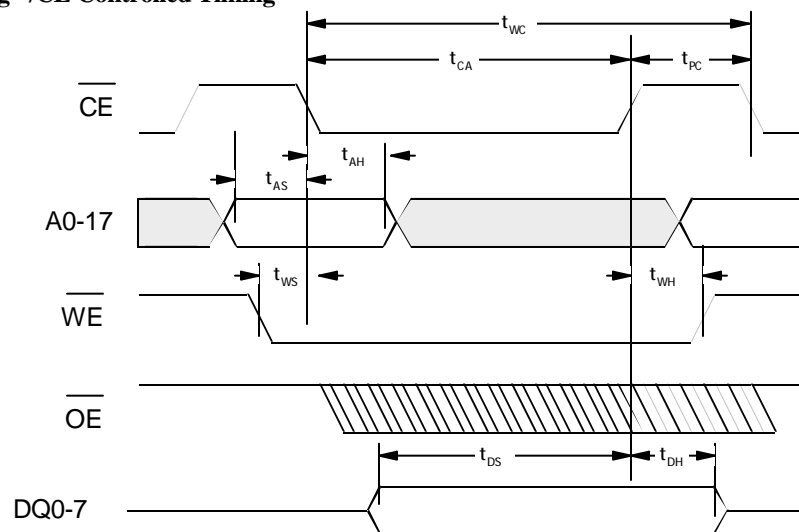 /CE Controlled Timing
tWC
tCA
tPC
CE
tAH
tAS
A0-17
tWS
tWH
WE
OE
tDS
tDH
DQ0-7